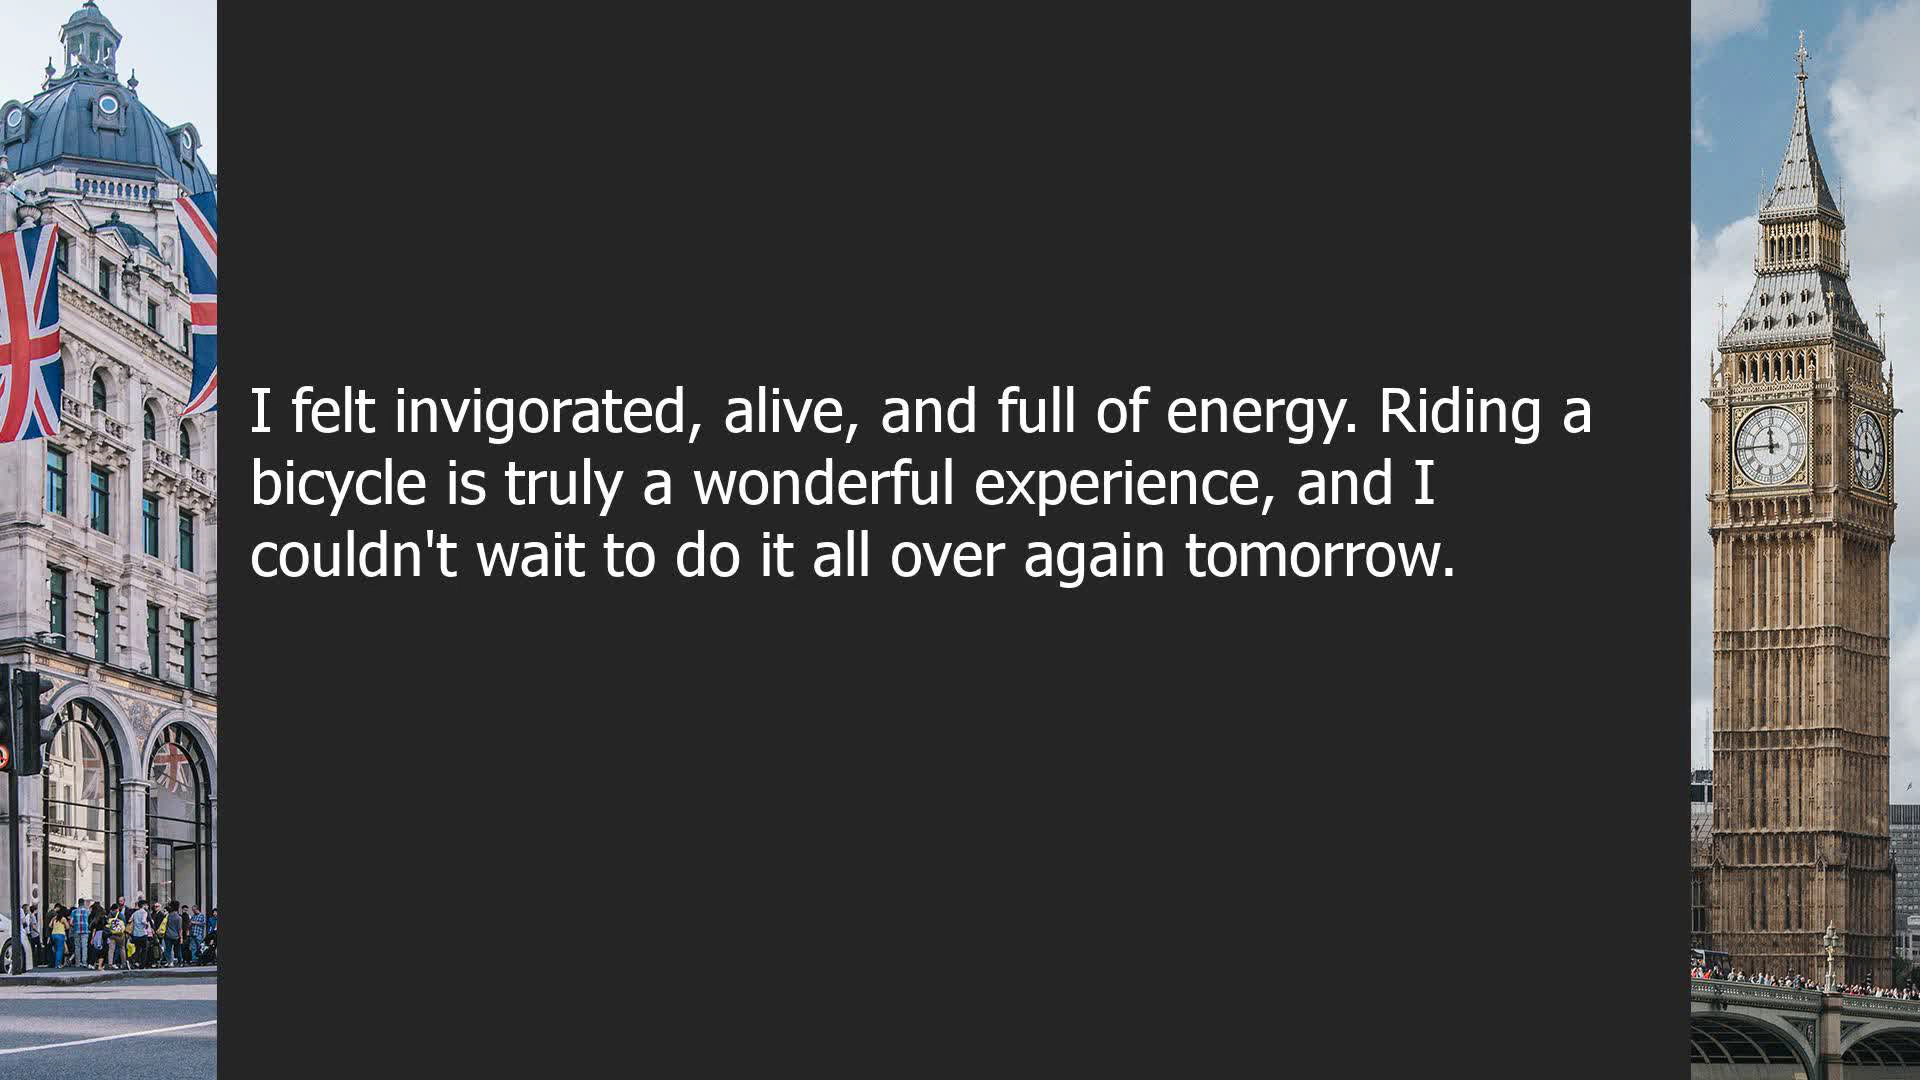 I felt invigorated, alive, and full of energy. Riding a
bicycle is truly a wonderful experience, and I
couldn't wait to do it all over again tomorrow.